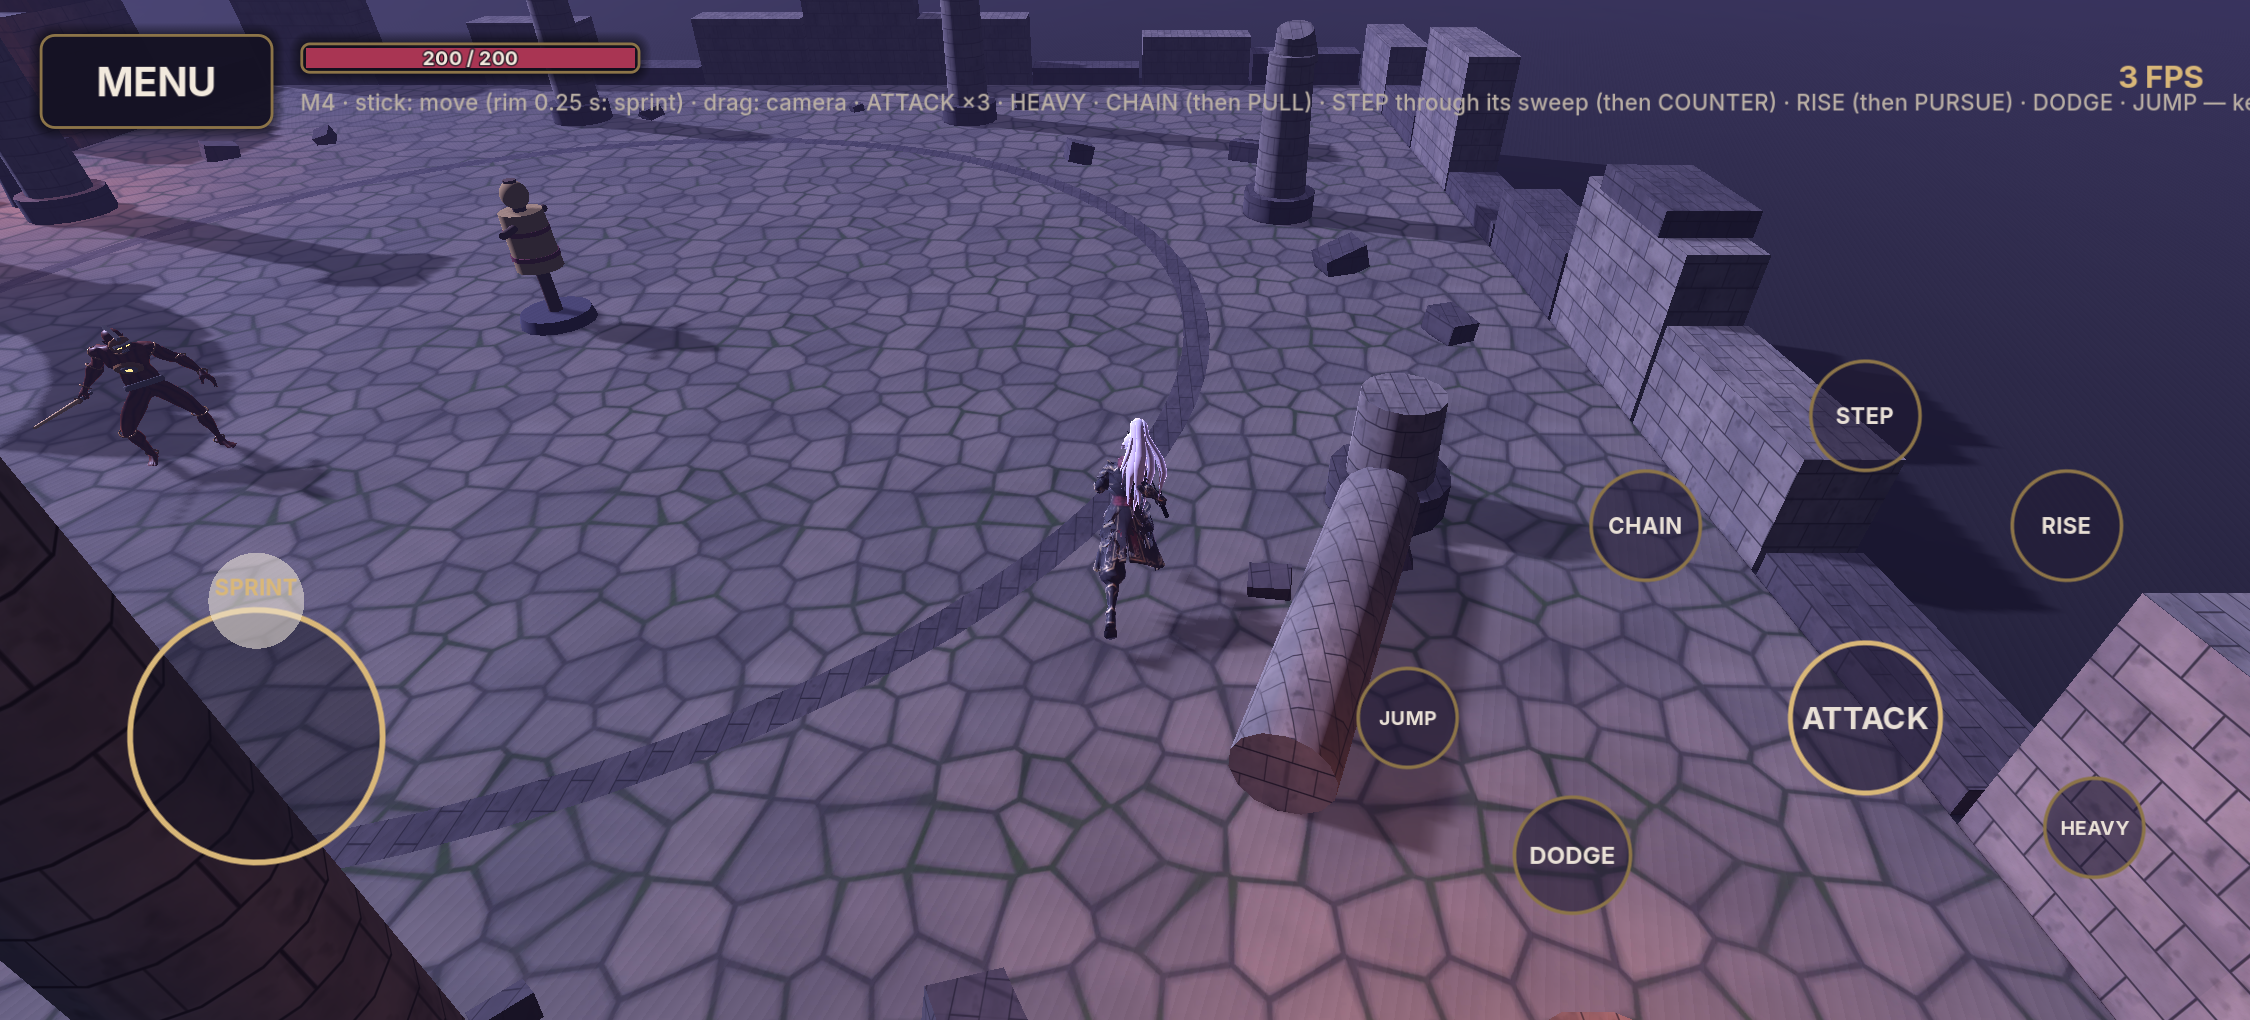 MENU
200 / 200
3 FPS
M4 · stick: move (rim 0.25 s: sprint) · drag: camera · ATTACK ×3 · HEAVY · CHAIN (then PULL) · STEP through its sweep (then COUNTER) · RISE (then PURSUE) · DODGE · JUMP —
STEP
CHAIN
RISE
SPRINT
JUMP
ATTACK
HEAVY
DODGE